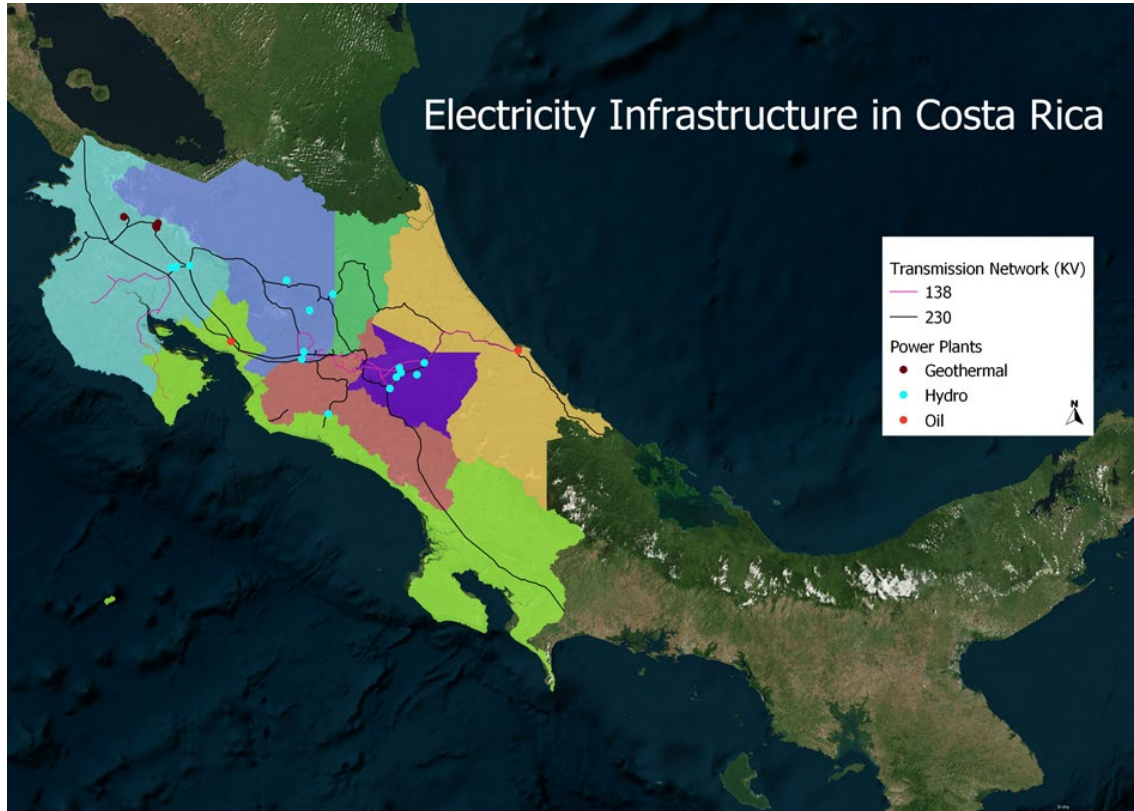 Electricity Infrastructure in Costa Rica
Transmission Network (KV)
138
230
Power Plants
Geothermal
Hydro
Oil
N